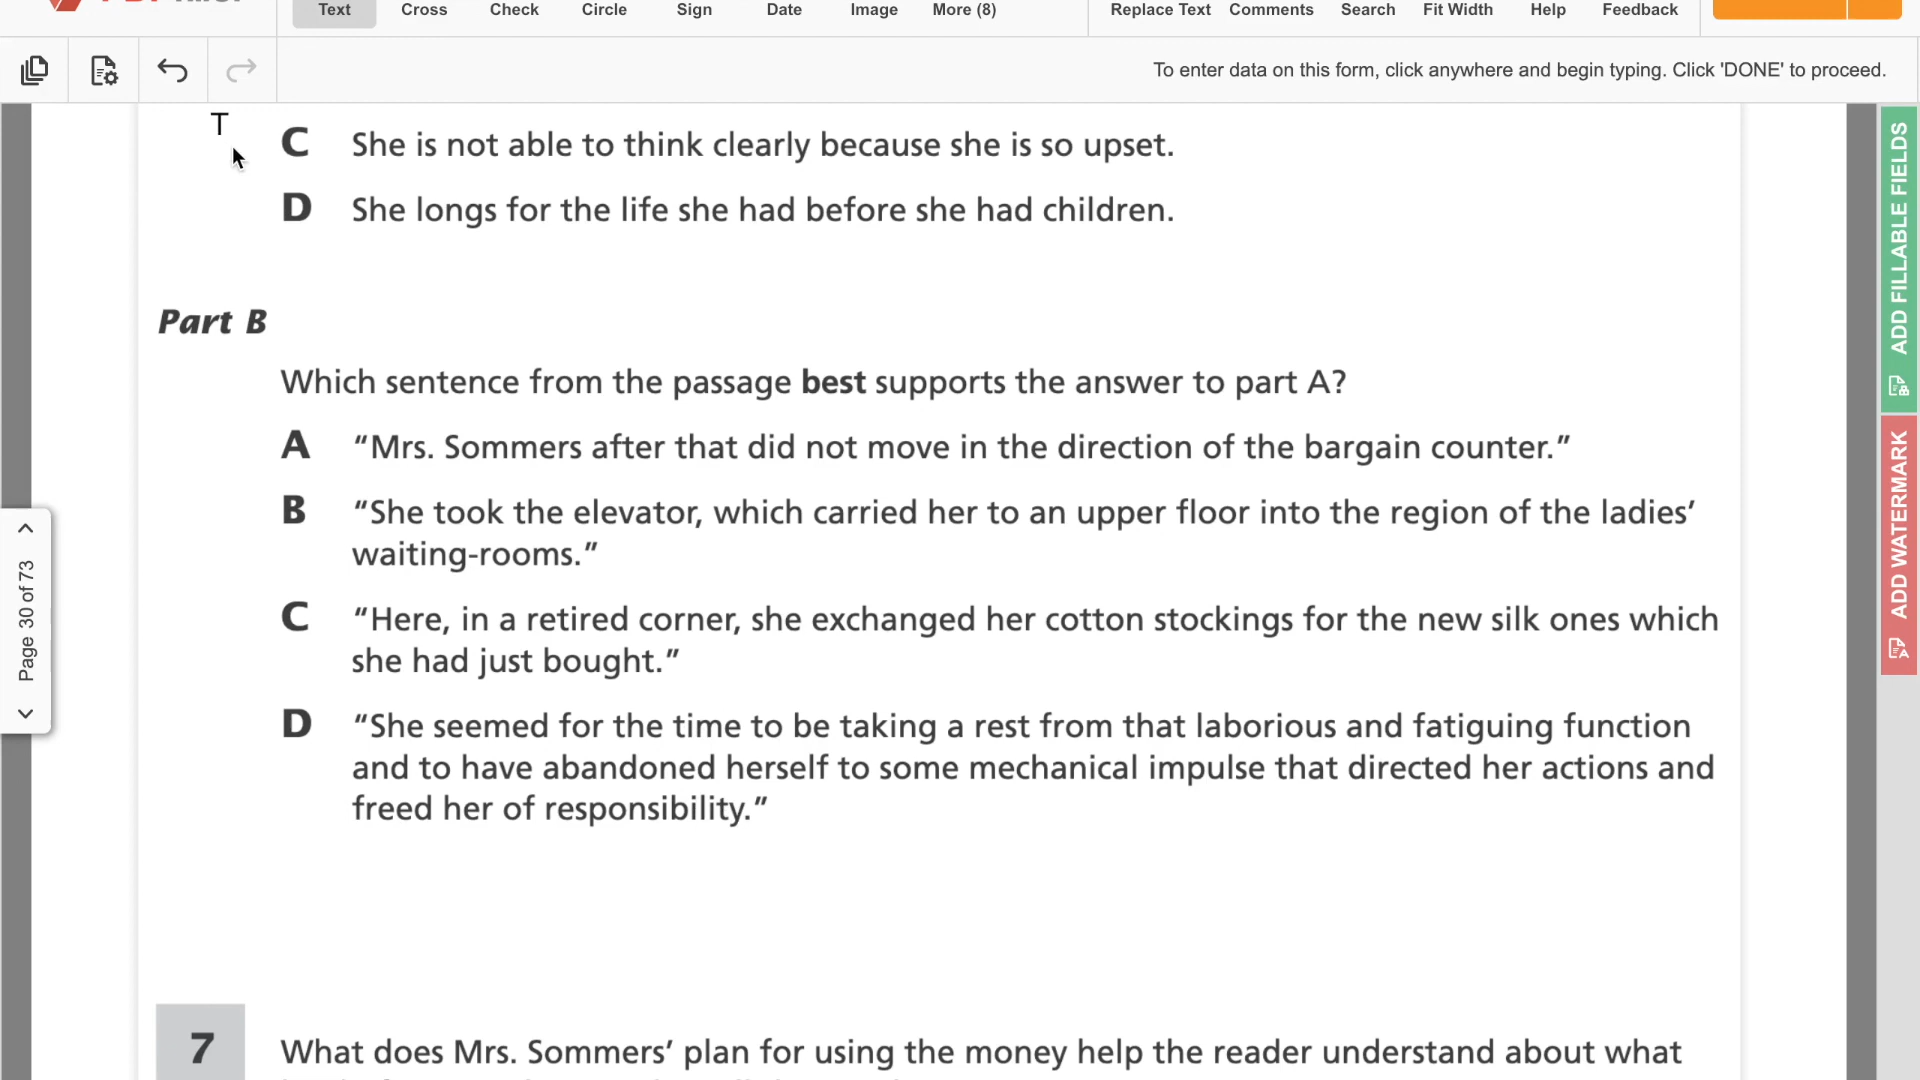 Text Cross Check Circle Sign Date Image More (8) Replace Text Comments Search Fit Width Help Feedback
To enter data on this form, click anywhere and begin typing. Click 'DONE' to proceed.
T
C She is not able to think clearly because she is so upset.
D She longs for the life she had before she had children.
Part B
Which sentence from the passage best supports the answer to part A?
A “Mrs. Sommers after that did not move in the direction of the bargain counter.”
B “She took the elevator, which carried her to an upper floor into the region of the ladies’
waiting-rooms.”
C “Here, in a retired corner, she exchanged her cotton stockings for the new silk ones which
she had just bought.”
D “She seemed for the time to be taking a rest from that laborious and fatiguing function
and to have abandoned herself to some mechanical impulse that directed her actions and
freed her of responsibility.”
7 What does Mrs. Sommers’ plan for using the money help the reader understand about what
Page 30 of 73
ADD FILLABLE FIELDS
ADD WATERMARK